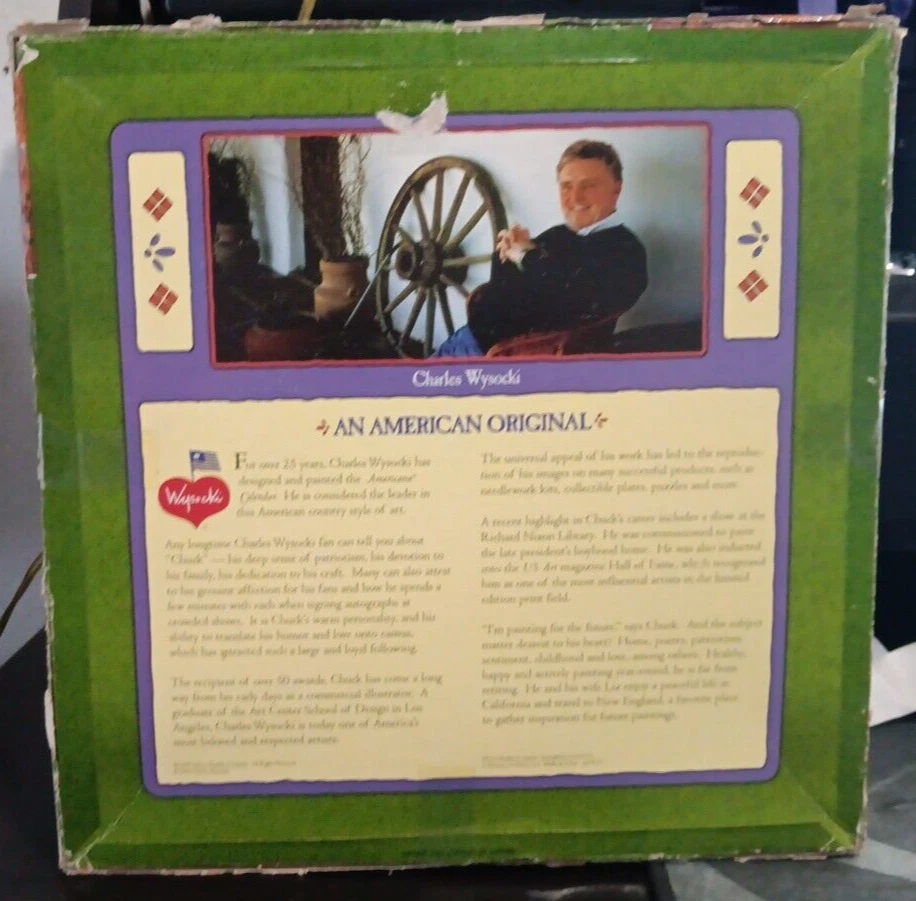 Charles Wysocki
AN AMERICAN ORIGINAL
Wysocki
For over 25 years, Charles Wysocki has
designed and painted the Americana
Calendar. He is considered the leader in
this American country style of art.
Any longtime Charles Wysocki fan can tell you about
"Chuck" — his deep sense of patriotism, his devotion to
his family, his dedication to his craft. Many can also attest
to his genuine affection for his fans and how he spends a
few minutes with each when signing autographs at
crowded shows. It is Chuck's warm personality, and his
ability to translate his humor and love onto canvas,
which has attracted such a large and loyal following.
The recipient of over 60 awards, Chuck has come a long
way from his early days as a commercial illustrator. A
graduate of the Art Center School of Design in Los
Angeles, Charles Wysocki is today one of America's
most beloved and respected artists.
The universal appeal of his work has led to the reproduc-
tion of his images on many successful products, such as
needlework kits, collectible plates, puzzles and more.
A recent highlight in Chuck's career includes a show at the
Richard Nixon Library. He was commissioned to paint
the late president's boyhood home. He was also inducted
into the US Art magazine Hall of Fame, which recognized
him as one of the most influential artists in the limited
edition print field.
"I'm painting for the future," says Chuck. And the subject
matter dearest to his heart? Home, poetry, patriotism,
sentiment, childhood and love, among others. Healthy,
happy and actively painting year-round, he is far from
retiring. He and his wife Liz enjoy a peaceful life in
California and travel to New England, a favorite place
to gather inspiration for future paintings.